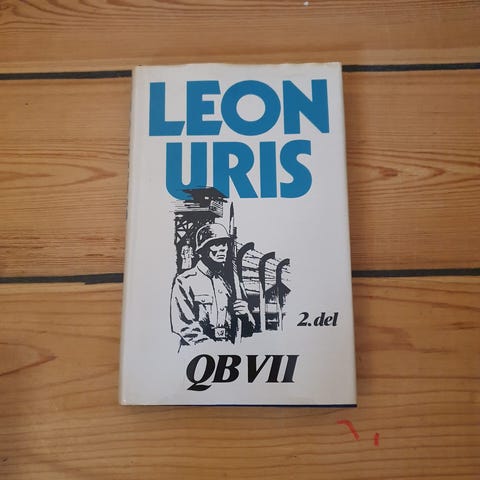 LEON
URIS
2. del
QB VII